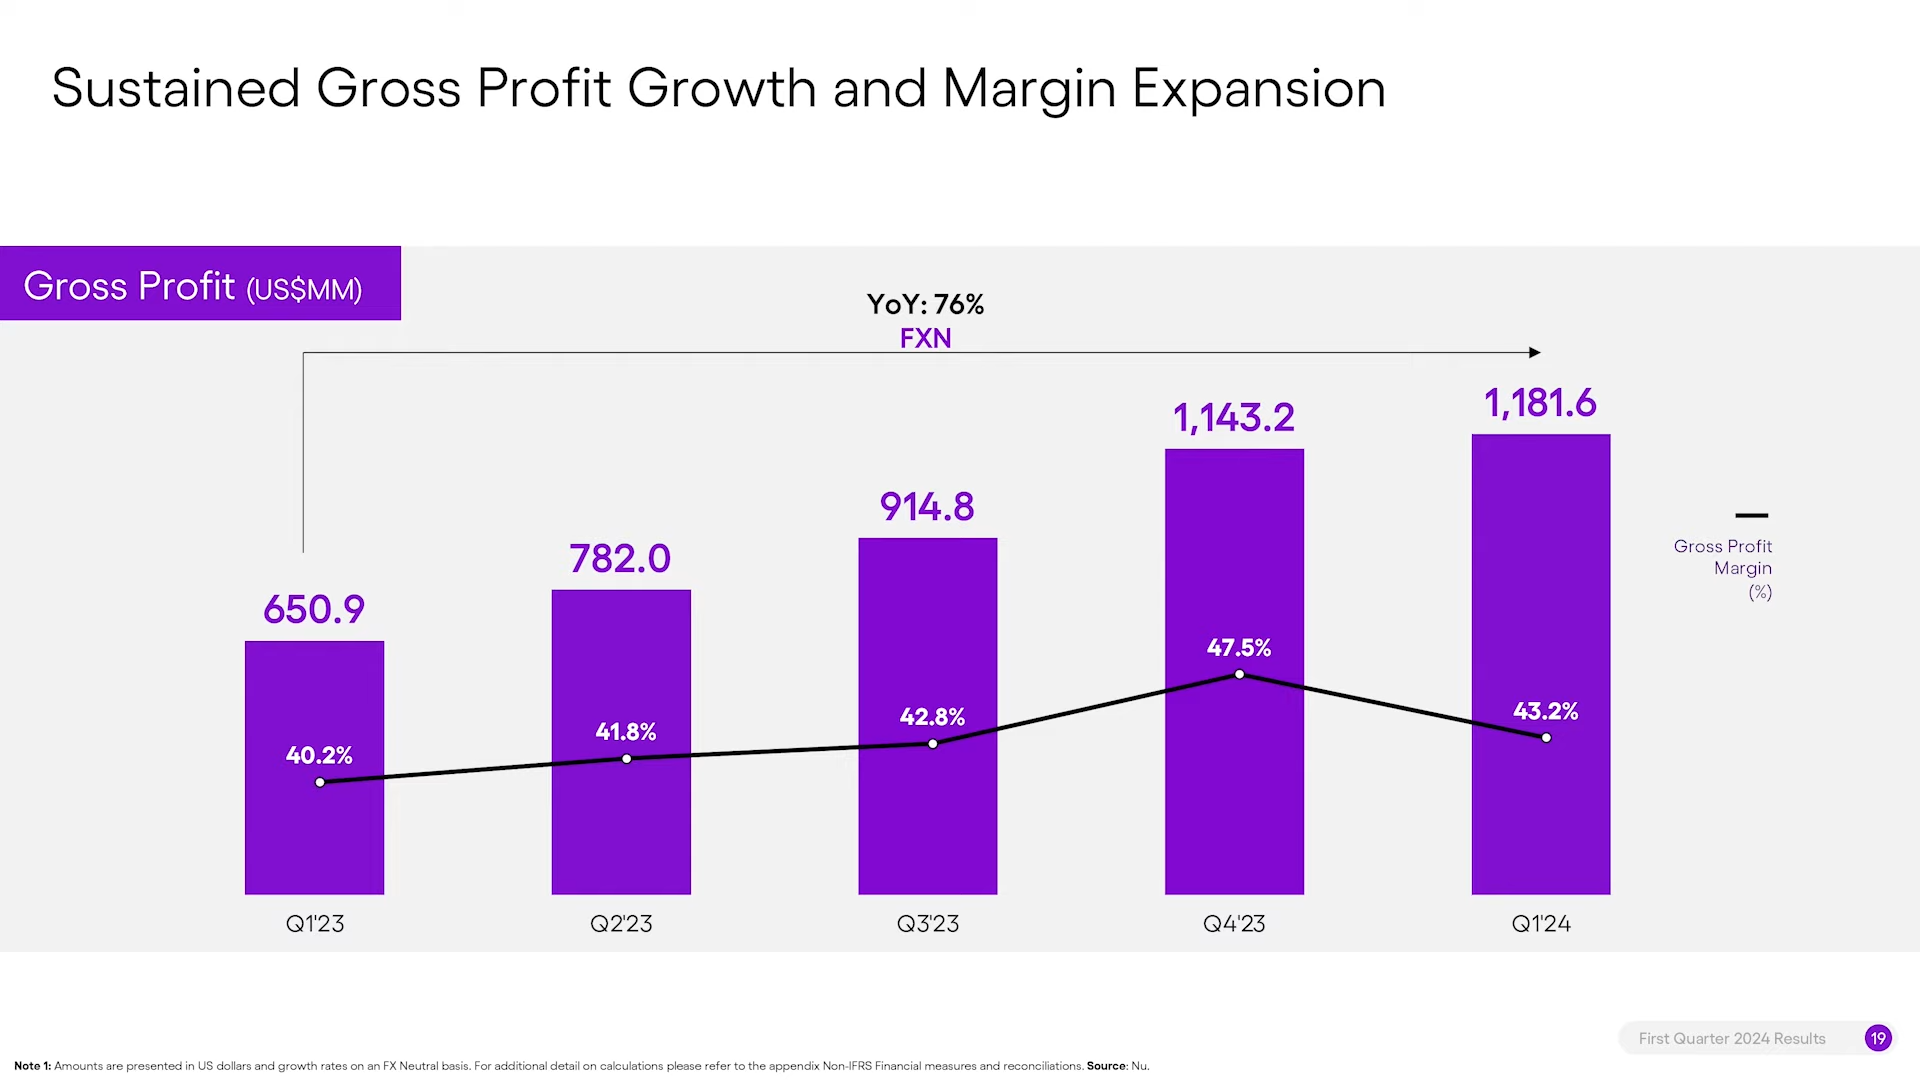 Sustained Gross Profit Growth and Margin Expansion
Gross Profit (US$MM)
YoY: 76%
FXN
650.9
782.0
914.8
1,143.2
1,181.6
40.2%
41.8%
42.8%
47.5%
43.2%
Gross Profit
Margin
(%)
Q1'23
Q2'23
Q3'23
Q4'23
Q1'24
First Quarter 2024 Results 19
Note 1: Amounts are presented in US dollars and growth rates on an FX Neutral basis. For additional detail on calculations please refer to the appendix Non-IFRS Financial measures and reconciliations. Source: Nu.